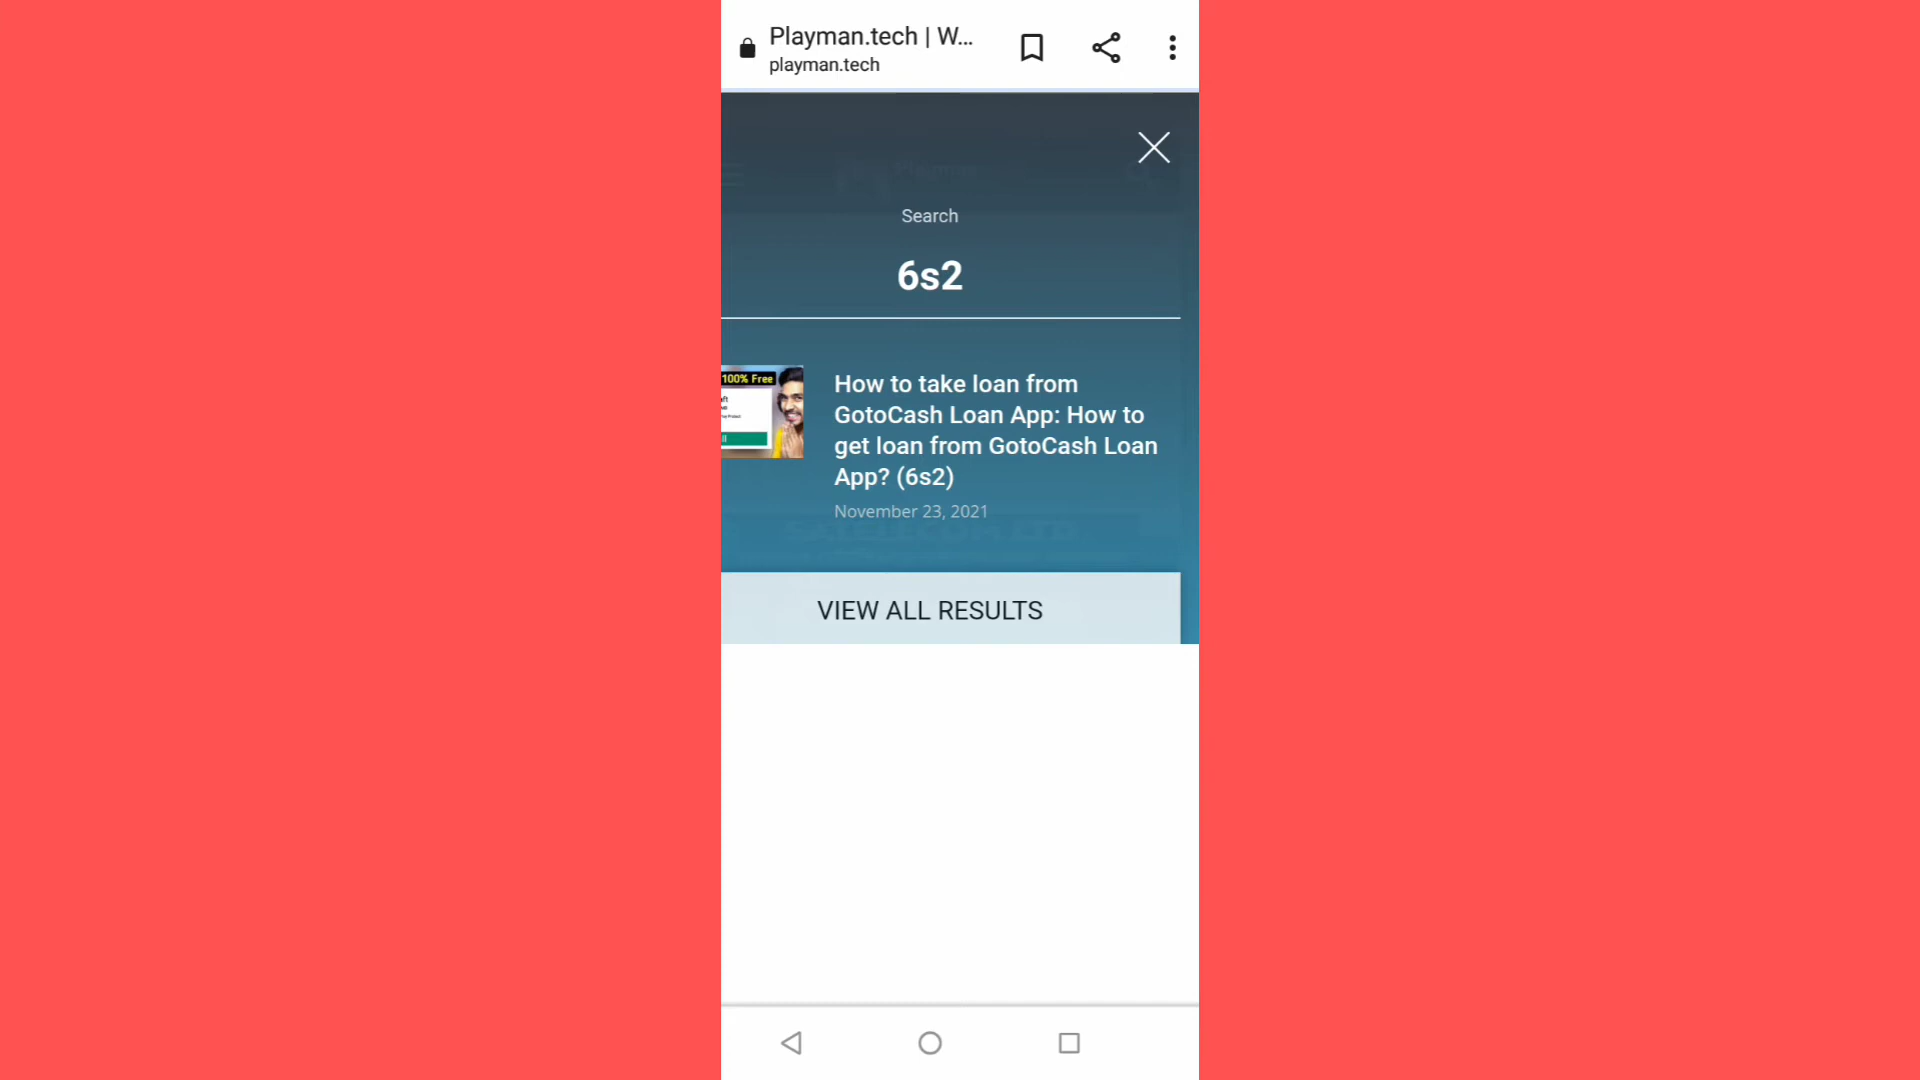 Playman.tech | W...
playman.tech
Search
6s2
100% Free
How to take loan from
GotoCash Loan App: How to
get loan from GotoCash Loan
App? (6s2)
November 23, 2021
VIEW ALL RESULTS